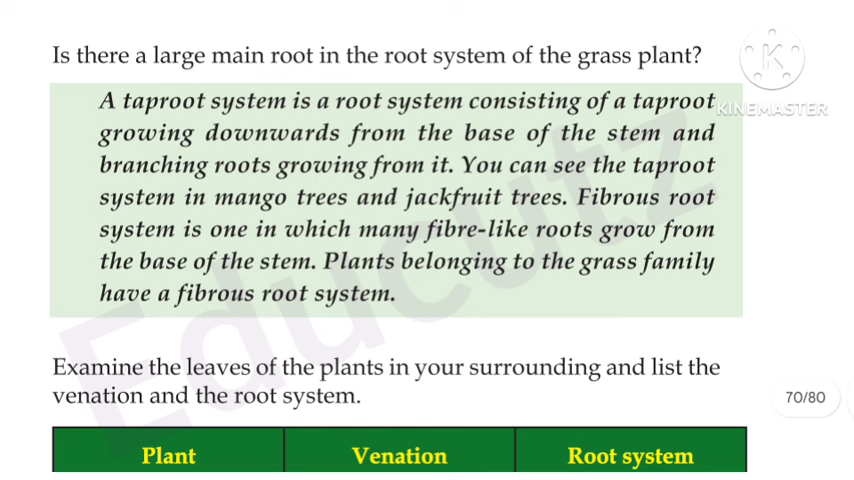 Is there a large main root in the root system of the grass plant?
K
KINEMASTER
A taproot system is a root system consisting of a taproot
growing downwards from the base of the stem and
branching roots growing from it. You can see the taproot
system in mango trees and jackfruit trees. Fibrous root
system is one in which many fibre-like roots grow from
the base of the stem. Plants belonging to the grass family
have a fibrous root system.
Educutz
Examine the leaves of the plants in your surrounding and list the
venation and the root system.
70/80
Plant Venation Root system